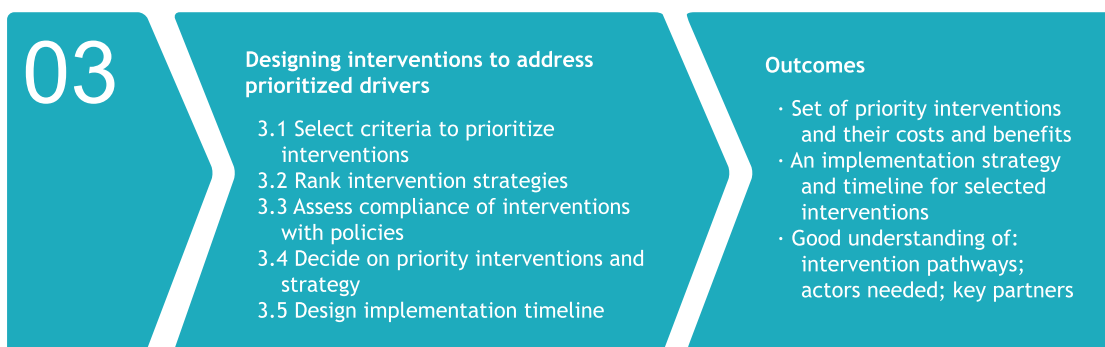 03
Designing interventions to address
prioritized drivers
3.1 Select criteria to prioritize
interventions
3.2 Rank intervention strategies
3.3 Assess compliance of interventions
with policies
3.4 Decide on priority interventions and
strategy
3.5 Design implementation timeline
Outcomes
· Set of priority interventions
and their costs and benefits
· An implementation strategy
and timeline for selected
interventions
· Good understanding of:
intervention pathways;
actors needed; key partners